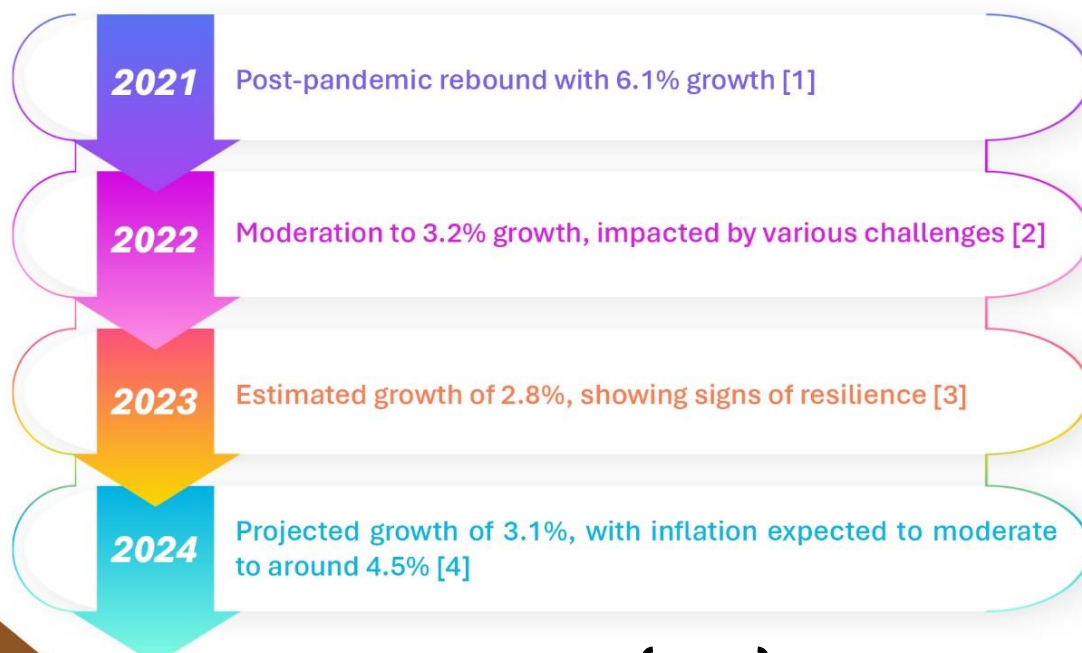 2021
Post-pandemic rebound with 6.1% growth [1]
2022
Moderation to 3.2% growth, impacted by various challenges [2]
2023
Estimated growth of 2.8%, showing signs of resilience [3]
2024
Projected growth of 3.1%, with inflation expected to moderate
to around 4.5% [4]